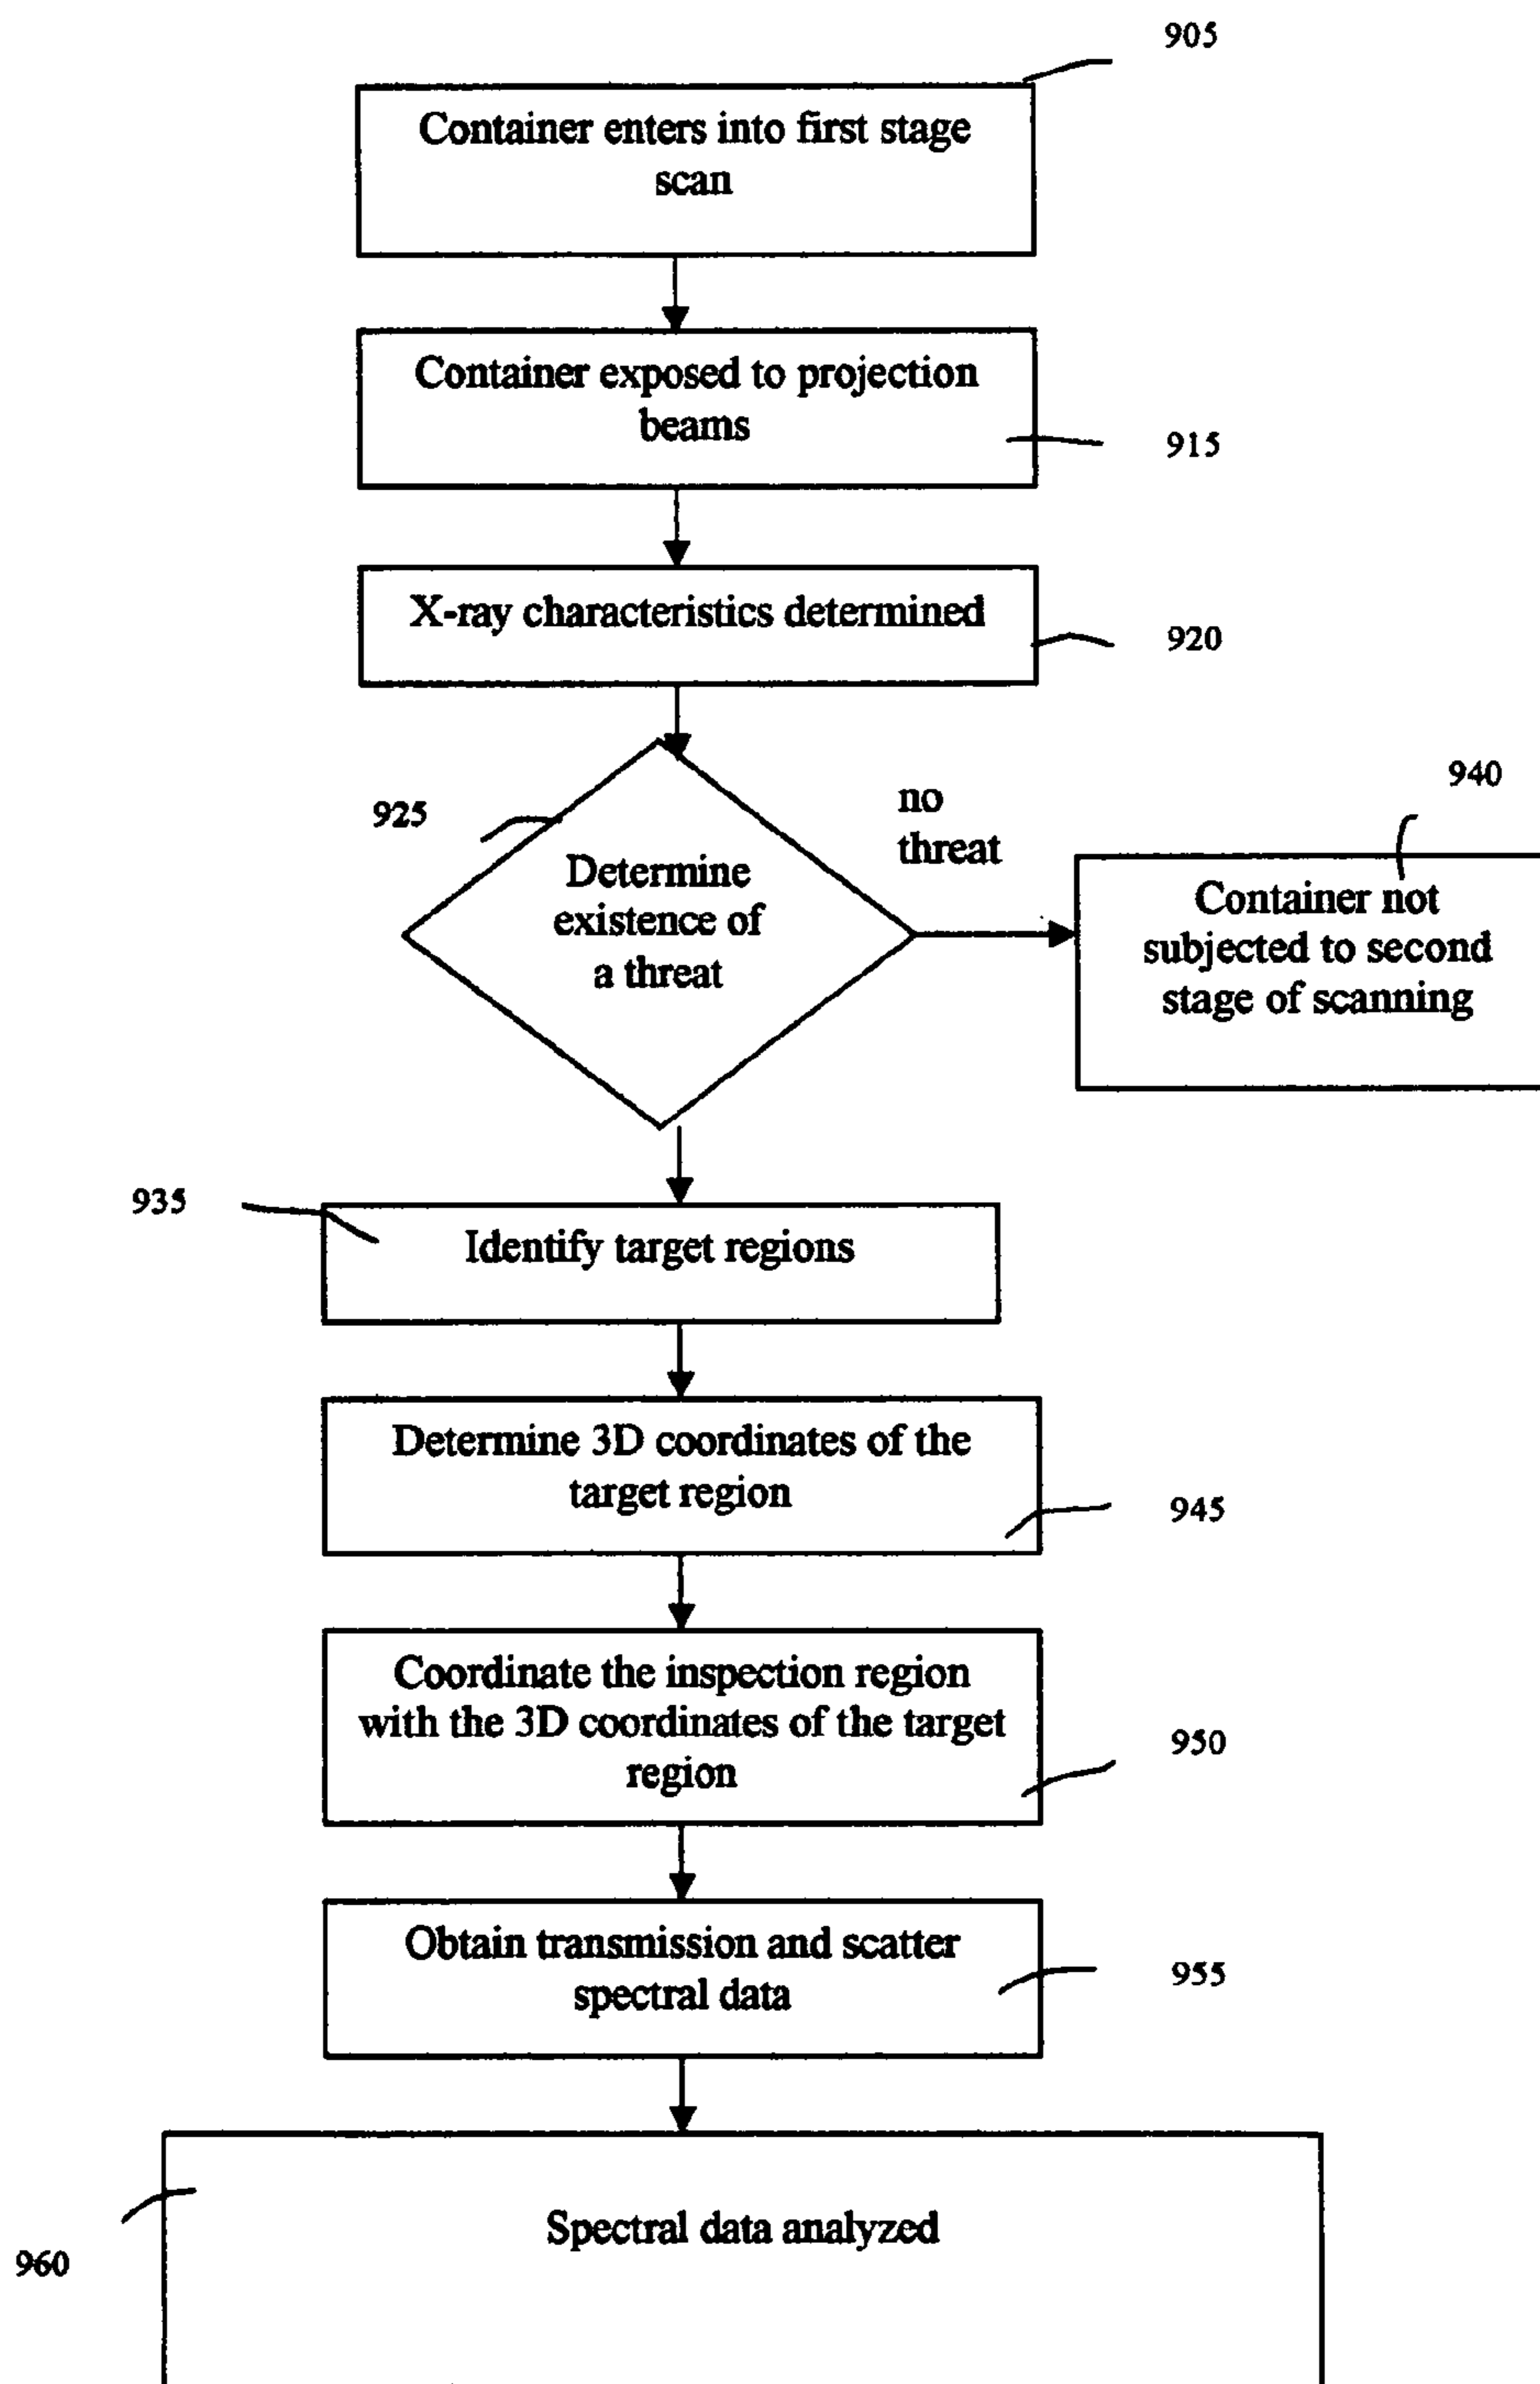 905
Container enters into first stage
scan
Container exposed to projection
beams
915
X-ray characteristics determined
920
925
no
threat
940
Determine
existence of
a threat
Container not
subjected to second
stage of scanning
935
Identify target regions
Determine 3D coordinates of the
target region
945
Coordinate the inspection region
with the 3D coordinates of the target
region
950
Obtain transmission and scatter
spectral data
955
Spectral data analyzed
960